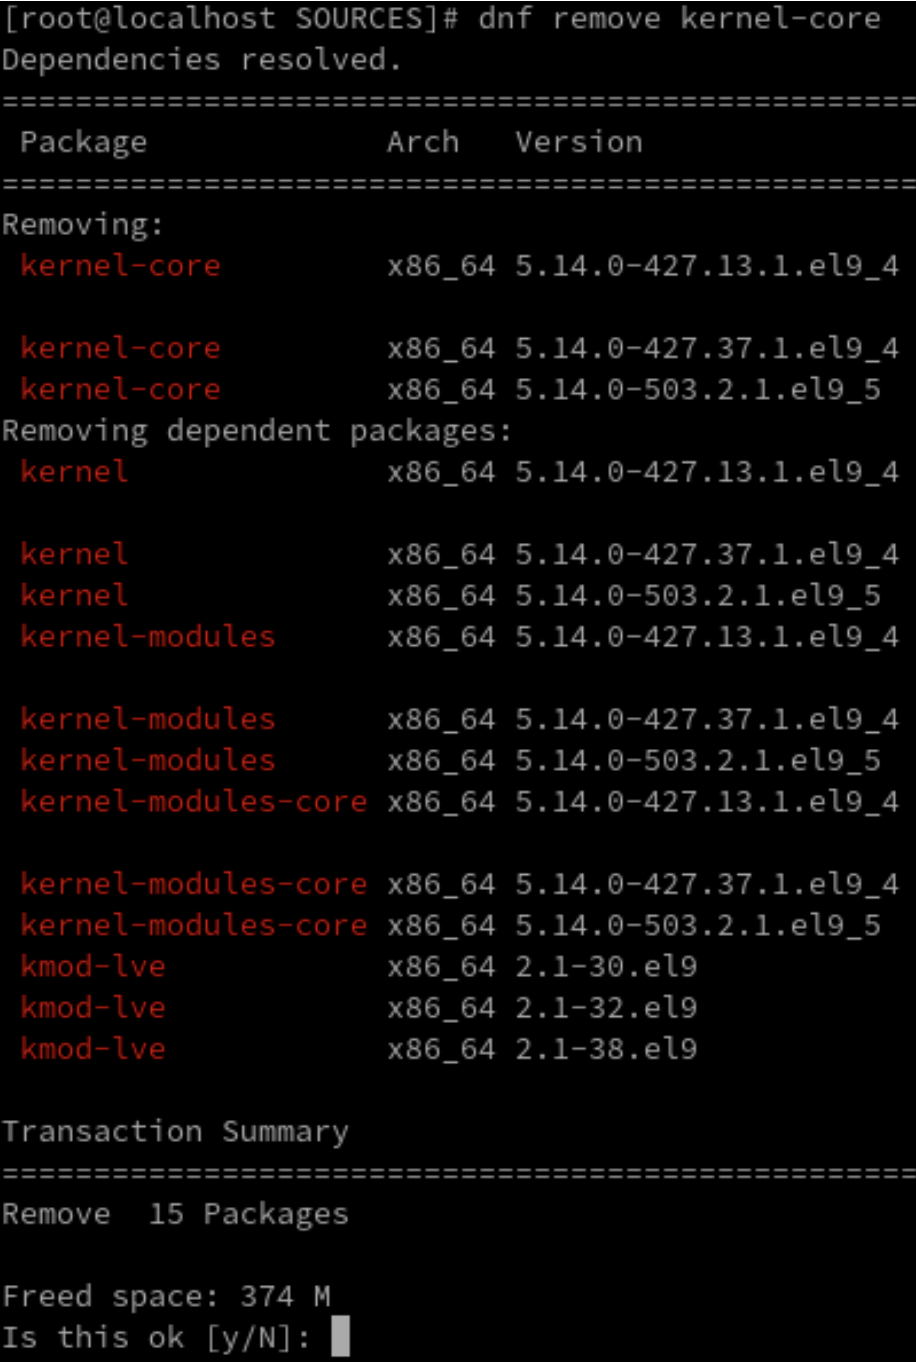 [root@localhost SOURCES]# dnf remove kernel-core
Dependencies resolved.
==================================================
Package Arch Version
==================================================
Removing:
kernel-core x86_64 5.14.0-427.13.1.el9_4
kernel-core x86_64 5.14.0-427.37.1.el9_4
kernel-core x86_64 5.14.0-503.2.1.el9_5
Removing dependent packages:
kernel x86_64 5.14.0-427.13.1.el9_4
kernel x86_64 5.14.0-427.37.1.el9_4
kernel x86_64 5.14.0-503.2.1.el9_5
kernel-modules x86_64 5.14.0-427.13.1.el9_4
kernel-modules x86_64 5.14.0-427.37.1.el9_4
kernel-modules x86_64 5.14.0-503.2.1.el9_5
kernel-modules-core x86_64 5.14.0-427.13.1.el9_4
kernel-modules-core x86_64 5.14.0-427.37.1.el9_4
kernel-modules-core x86_64 5.14.0-503.2.1.el9_5
kmod-lve x86_64 2.1-30.el9
kmod-lve x86_64 2.1-32.el9
kmod-lve x86_64 2.1-38.el9
Transaction Summary
==================================================
Remove 15 Packages
Freed space: 374 M
Is this ok [y/N]: